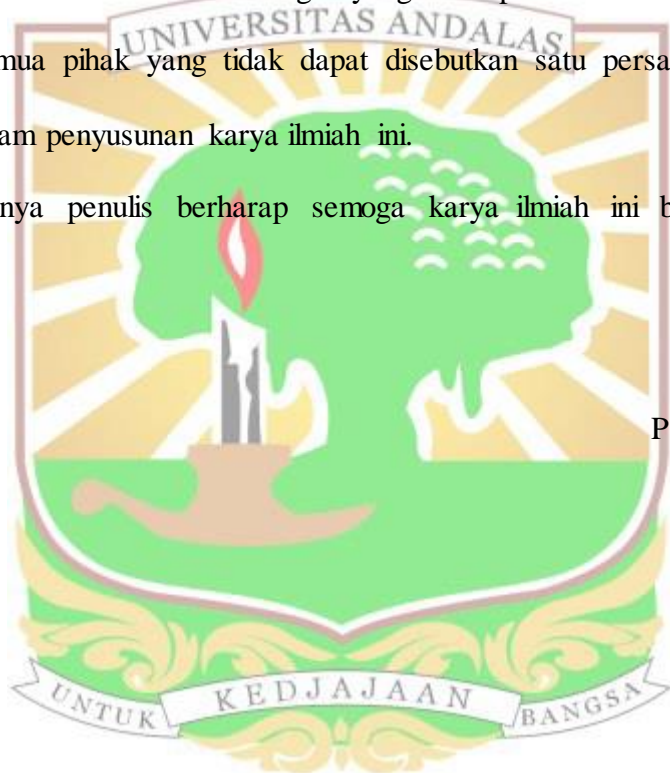 UNIVERSITAS ANDALAS
mua pihak yang tidak dapat disebutkan satu persa
am penyusunan karya ilmiah ini.
nya penulis berharap semoga karya ilmiah ini b
P
UNTUK KEDJAJAAN BANGSA